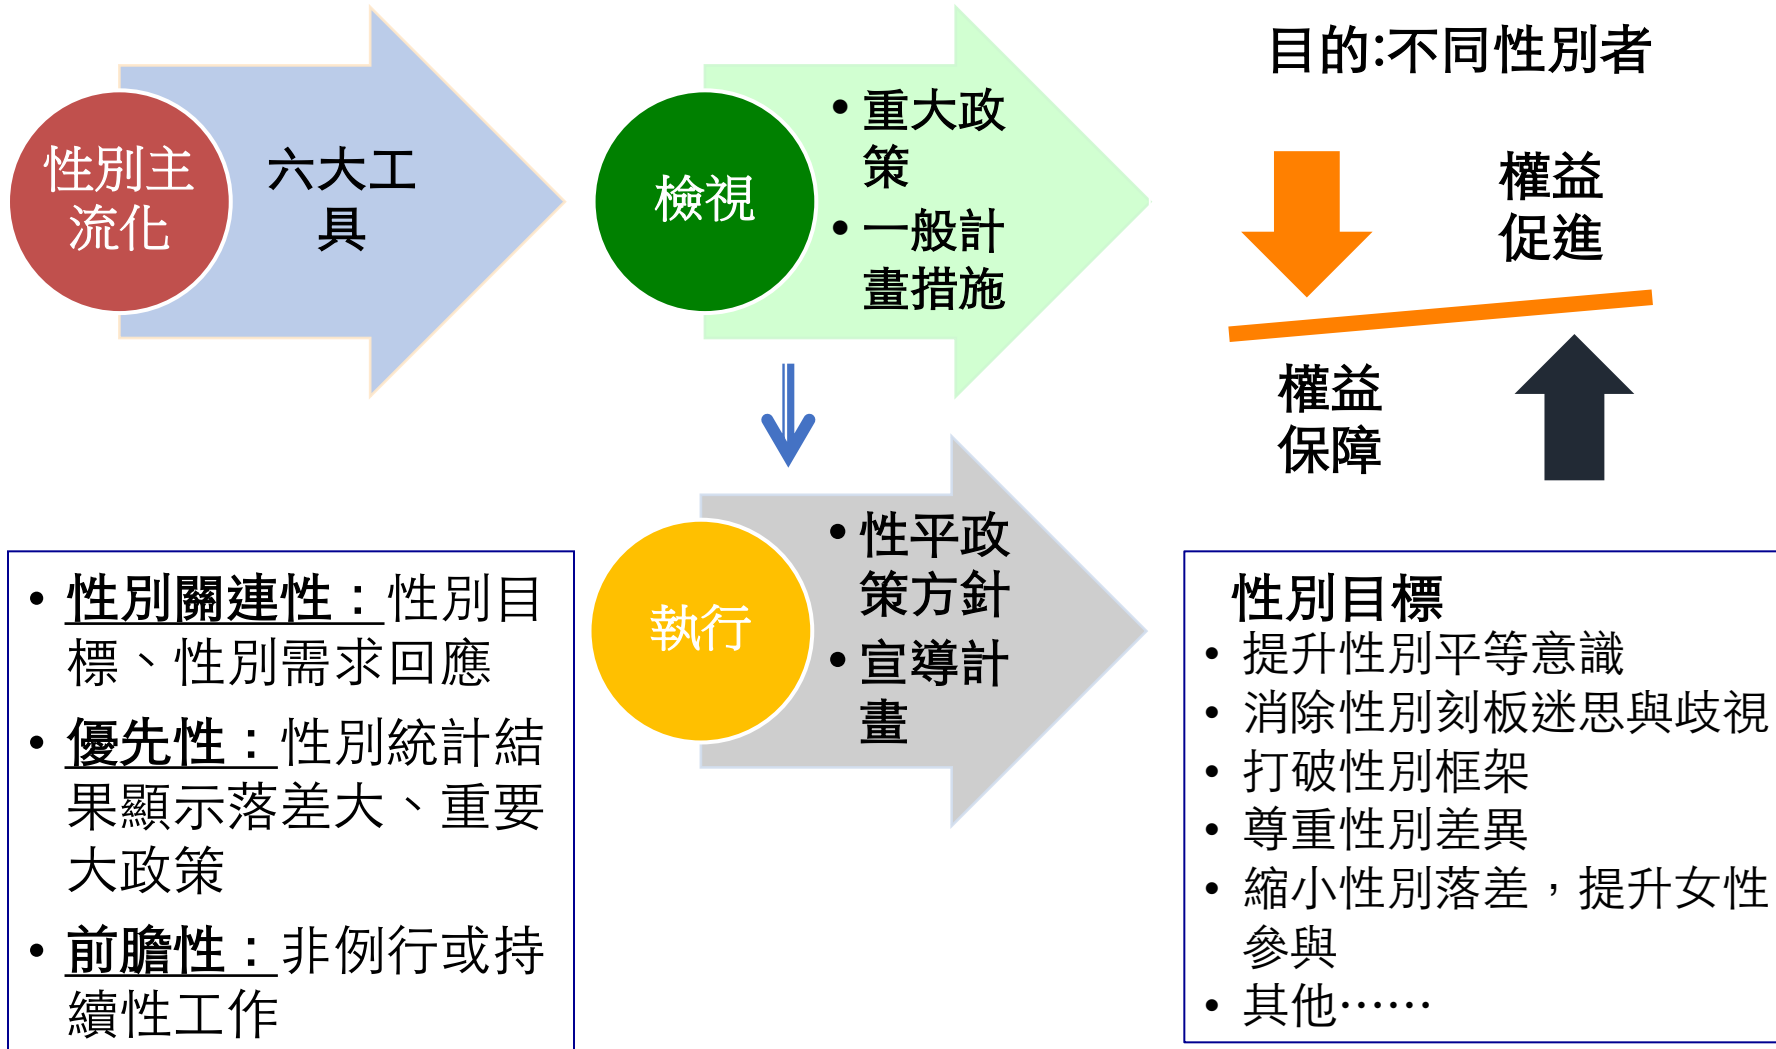 性別主
流化
六大工
具
檢視
• 重大政
策
• 一般計
畫措施
目的:不同性別者
權益
促進
權益
保障
執行
• 性平政
策方針
• 宣導計
畫
• 性別關連性：性別目
標、性別需求回應
• 優先性：性別統計結
果顯示落差大、重要
大政策
• 前膽性：非例行或持
續性工作
性別目標
• 提升性別平等意識
• 消除性別刻板迷思與歧視
• 打破性別框架
• 尊重性別差異
• 縮小性別落差，提升女性
參與
• 其他……